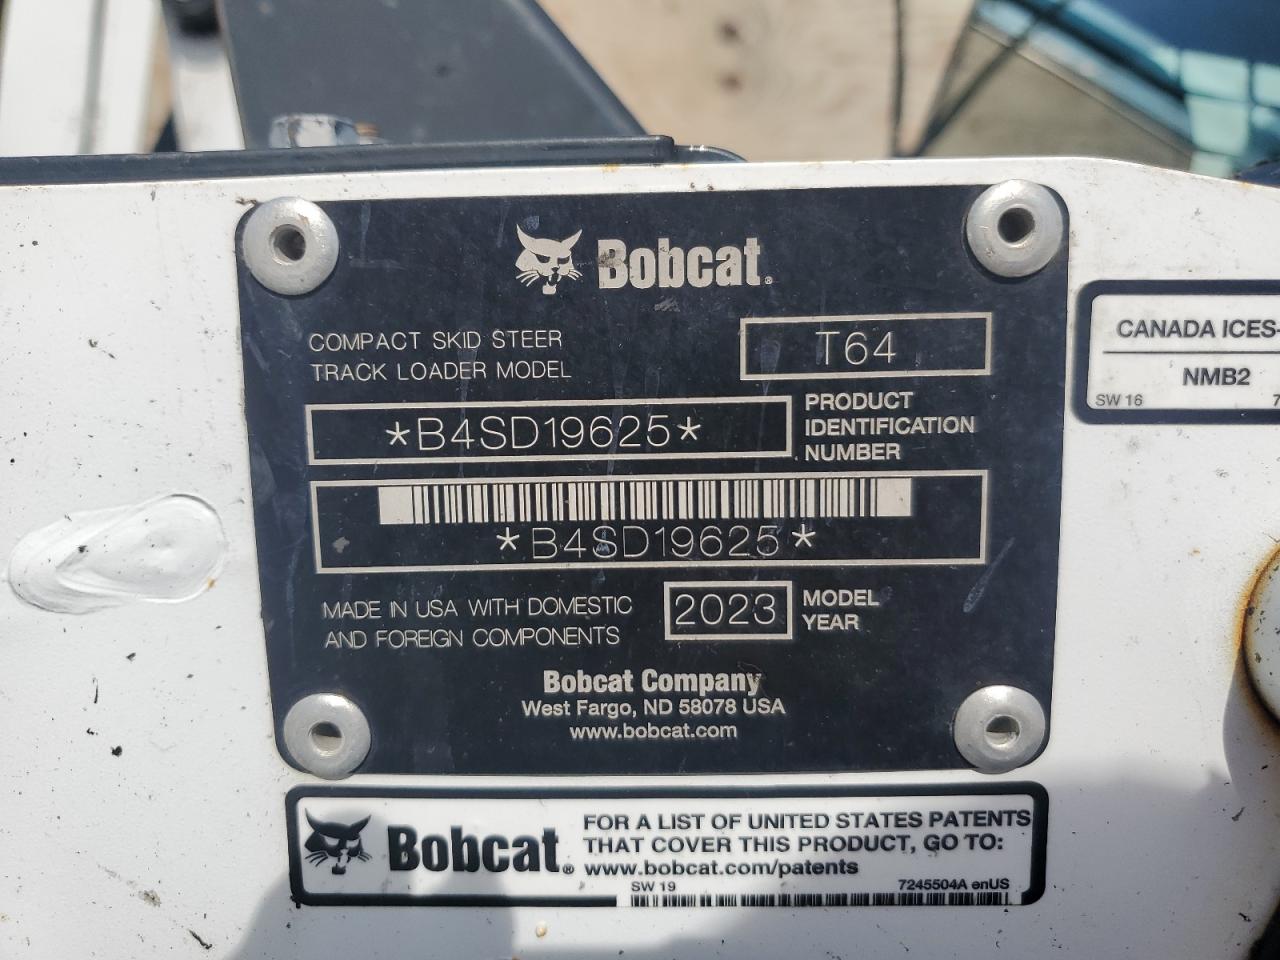 Bobcat.
COMPACT SKID STEER
TRACK LOADER MODEL
T64
*B4SD19625*
PRODUCT
IDENTIFICATION
NUMBER
*B4SD19625*
MADE IN USA WITH DOMESTIC
AND FOREIGN COMPONENTS
2023
MODEL
YEAR
Bobcat Company
West Fargo, ND 58078 USA
www.bobcat.com
CANADA ICES-
NMB2
SW 16
7
Bobcat.
FOR A LIST OF UNITED STATES PATENTS
THAT COVER THIS PRODUCT, GO TO:
www.bobcat.com/patents
SW 19
7245504A enUS